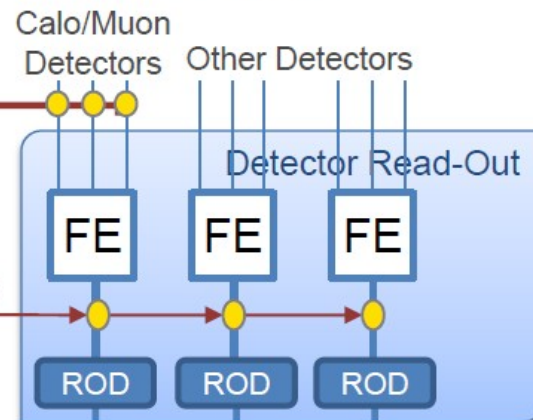 Calo/Muon
Detectors
Other Detectors
Detector Read-Out
FE FE FE
ROD ROD ROD